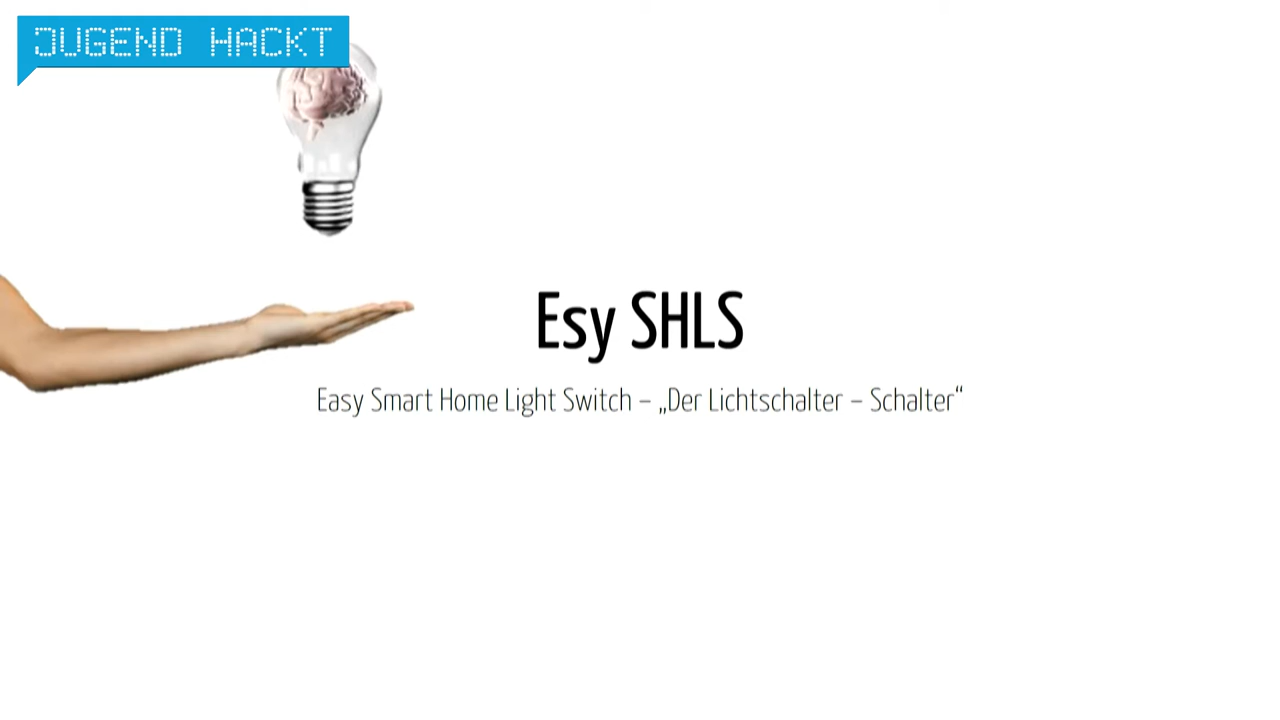 JUGEND HACKT
Esy SHLS
Easy Smart Home Light Switch – „Der Lichtschalter – Schalter“